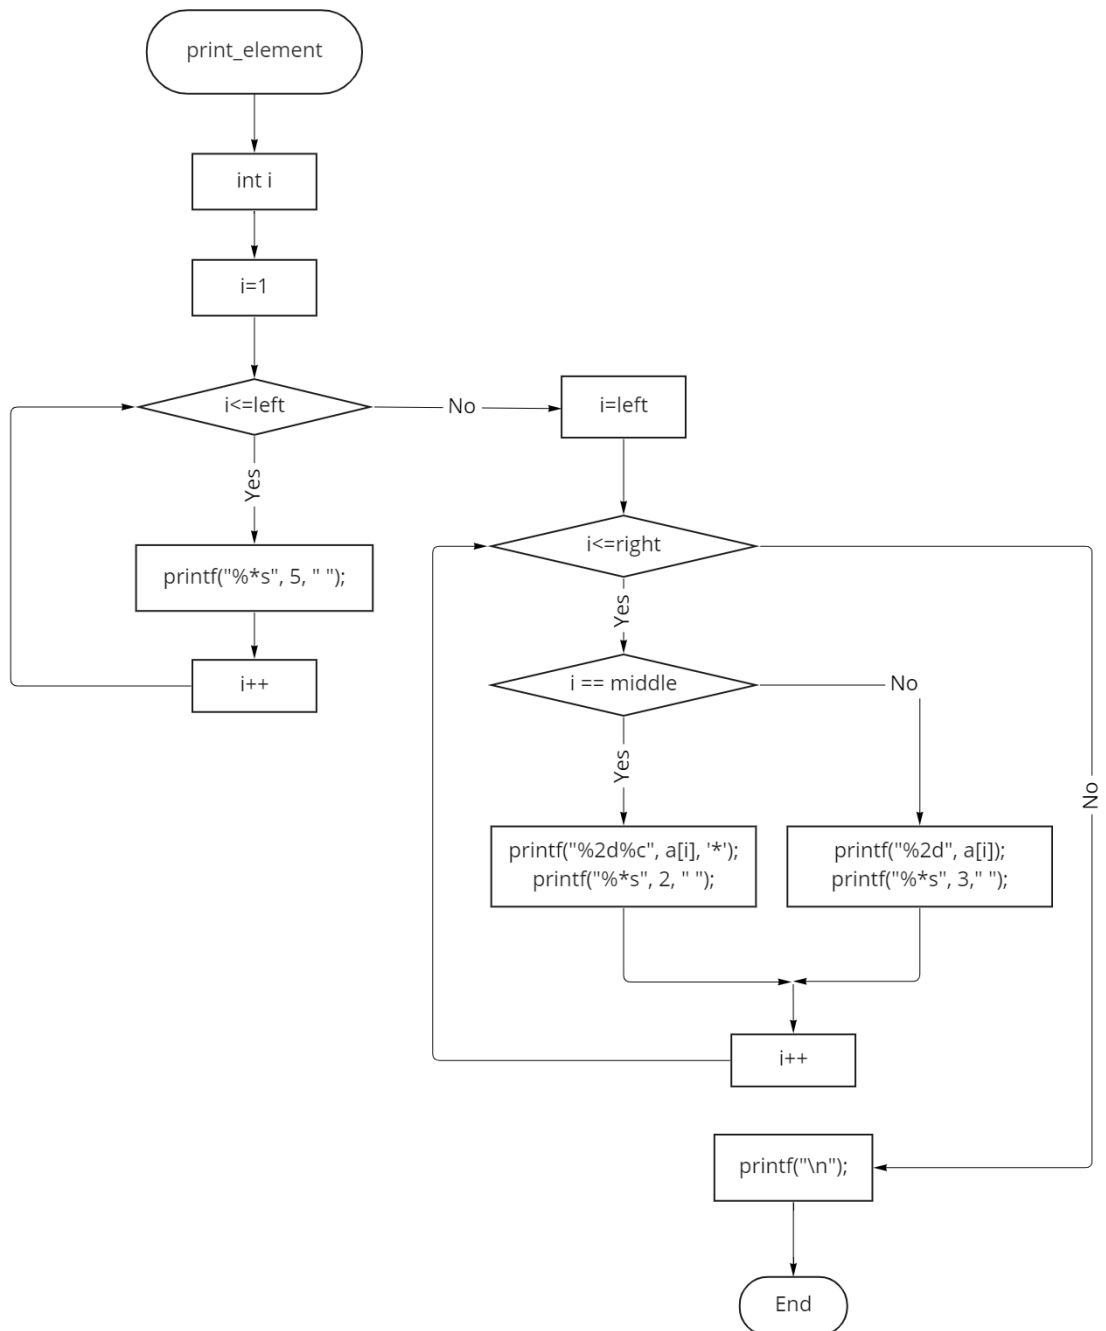 print_element
int i
i=1
i<=left
No
i=left
Yes
printf("%*s", 5, " ");
i++
i<=right
Yes
i == middle
No
Yes
No
printf("%2d%c", a[i], '*');
printf("%*s", 2, " ");
printf("%2d", a[i]);
printf("%*s", 3," ");
i++
printf("\n");
End